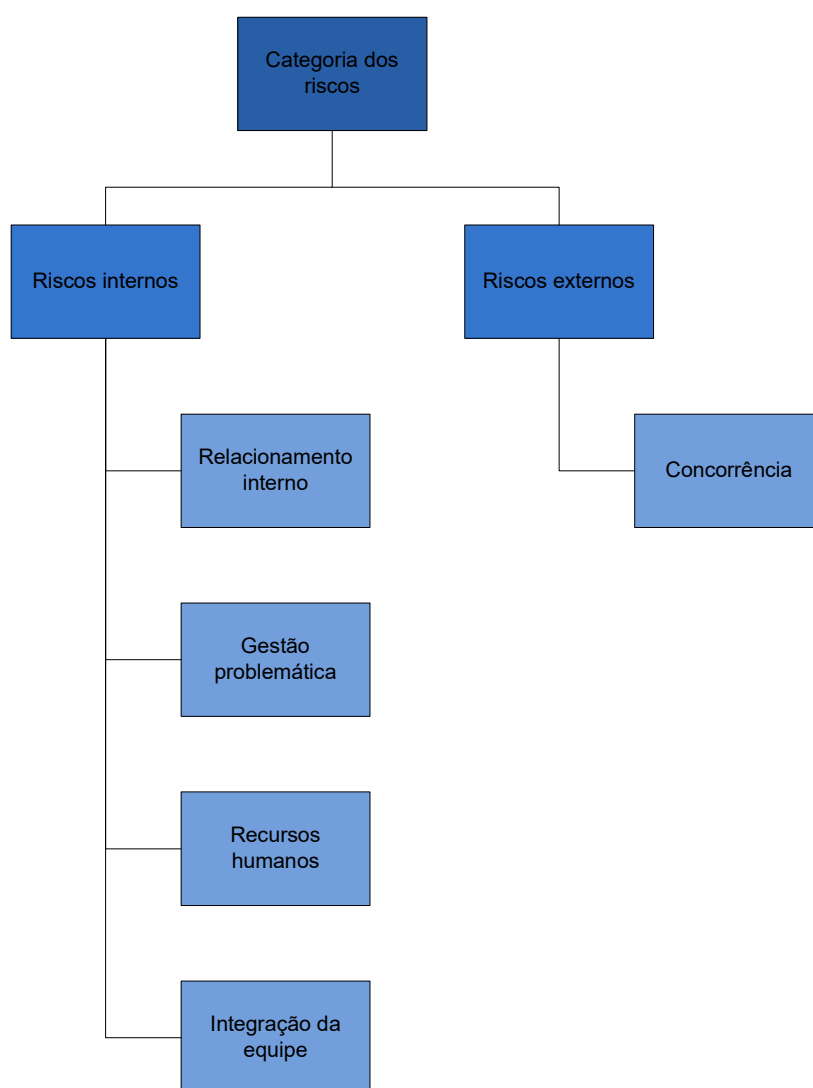 Categoria dos
riscos
Riscos internos
Riscos externos
Relacionamento
interno
Concorrência
Gestão
problemática
Recursos
humanos
Integração da
equipe